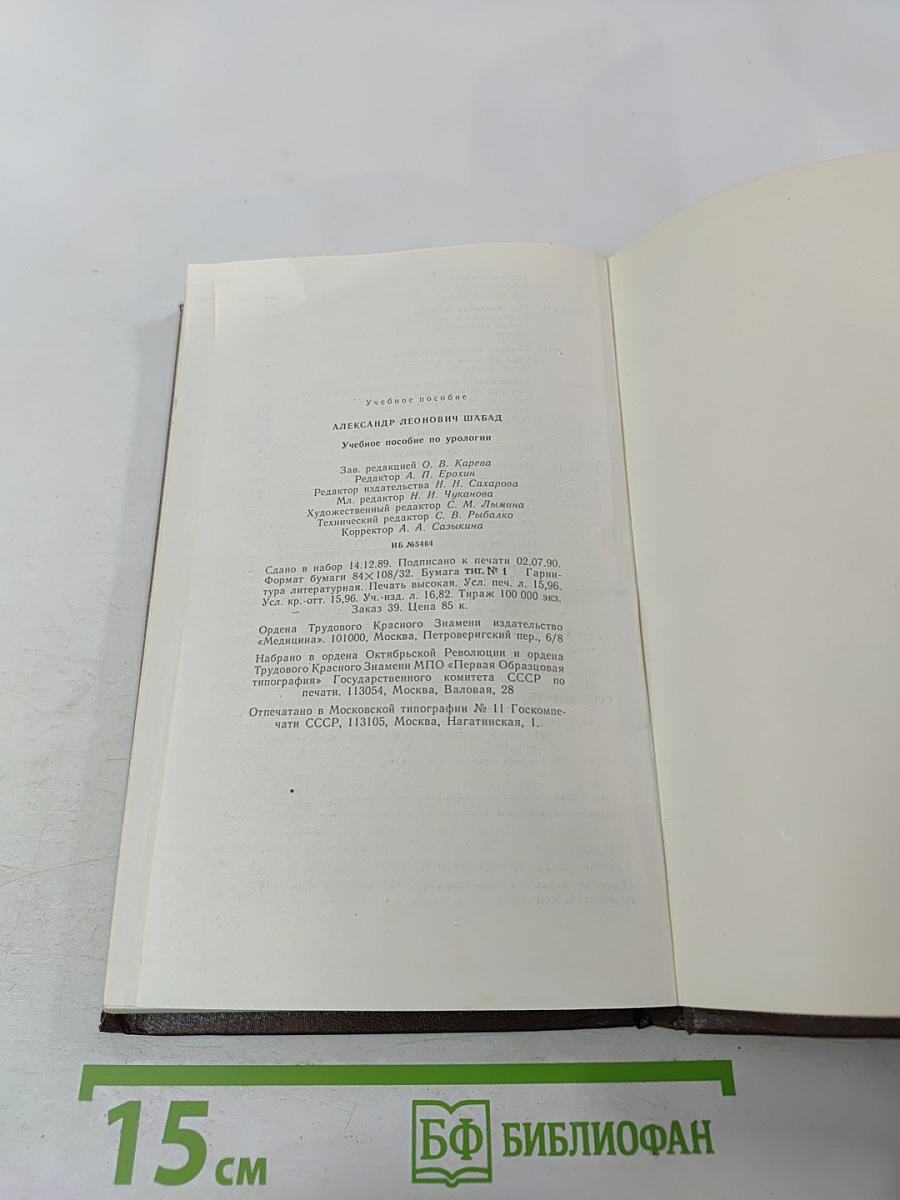 Учебное пособие
АЛЕКСАНДР ЛЕОНОВИЧ ШАБАД
Учебное пособие по урологии
Зав. редакцией О. В. Карева
Редактор А. П. Ерохин
Редактор издательства Н. Н. Сахарова
Мл. редактор Н. И. Чуканова
Художественный редактор С. М. Лымина
Технический редактор С. В. Рыбалко
Корректор А. А. Сазыкина
ИБ №5464
Сдано в набор 14.12.89. Подписано к печати 02.07.90.
Формат бумаги 84×108/32. Бумага тиг.№ 1 Гарни-
тура литературная. Печать высокая. Усл. печ. л. 15,96.
Усл. кр.-отт. 15,96. Уч.-изд. л. 16,82. Тираж 100 000 экз.
Заказ 39. Цена 85 к.
Ордена Трудового Красного Знамени издательство
«Медицина». 101000, Москва, Петроверигский пер., 6/8
Набрано в ордена Октябрьской Революции и ордена
Трудового Красного Знамени МПО «Первая Образцовая
типография» Государственного комитета СССР по
печати. 113054, Москва, Валовая, 28
Отпечатано в Московской типографии № 11 Госкомпе-
чати СССР, 113105, Москва, Нагатинская, 1.
15 см
БФ БИБЛИОФАН